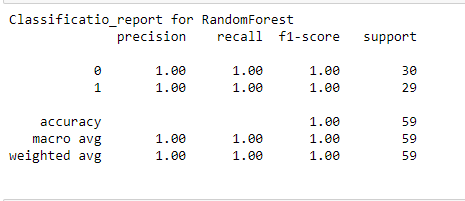 Classificatio_report for RandomForest
precision recall f1-score support
0 1.00 1.00 1.00 30
1 1.00 1.00 1.00 29
accuracy 1.00 59
macro avg 1.00 1.00 1.00 59
weighted avg 1.00 1.00 1.00 59